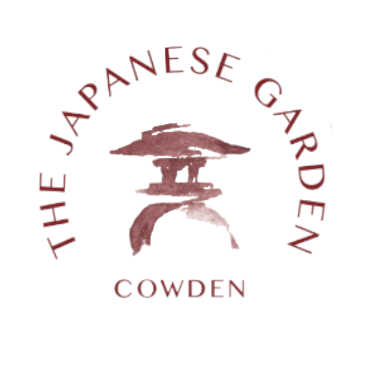 THE JAPANESE GARDEN
COWDEN